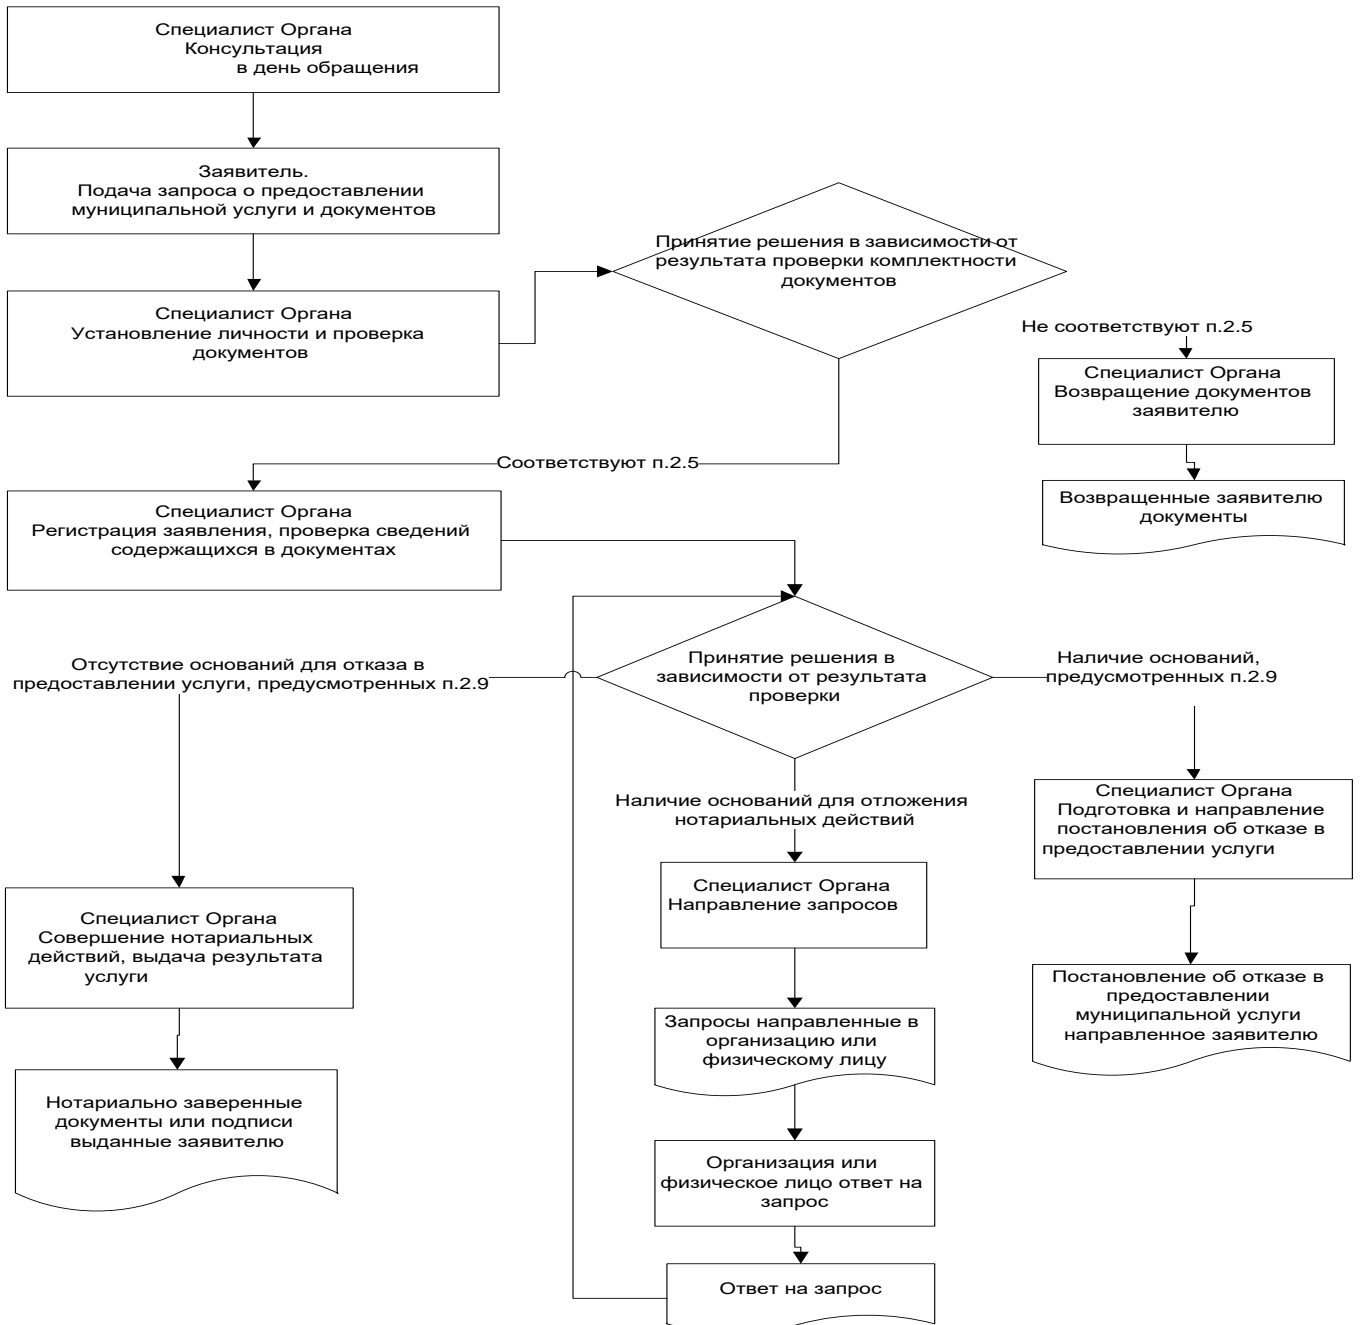 Специалист Органа
Консультация
в день обращения
Заявитель.
Подача запроса о предоставлении
муниципальной услуги и документов
Специалист Органа
Установление личности и проверка
документов
Принятие решения в зависимости от
результата проверки комплектности
документов
Не соответствуют п.2.5
Специалист Органа
Возвращение документов
заявителю
Возвращенные заявителю
документы
Соответствуют п.2.5
Специалист Органа
Регистрация заявления, проверка сведений
содержащихся в документах
Принятие решения в
зависимости от результата
проверки
Отсутствие оснований для отказа в
предоставлении услуги, предусмотренных п.2.9
Наличие оснований,
предусмотренных п.2.9
Наличие оснований для отложения
нотариальных действий
Специалист Органа
Подготовка и направление
постановления об отказе в
предоставлении услуги
Специалист Органа
Направление запросов
Специалист Органа
Совершение нотариальных
действий, выдача результата
услуги
Постановление об отказе в
предоставлении
муниципальной услуги
направленное заявителю
Запросы направленные в
организацию или
физическому лицу
Нотариально заверенные
документы или подписи
выданные заявителю
Организация или
физическое лицо ответ на
запрос
Ответ на запрос